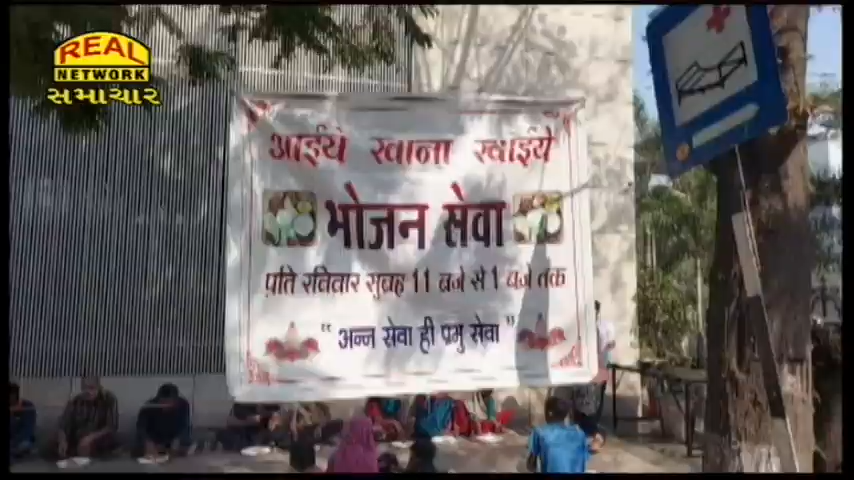 REAL
NETWORK
સમાચાર
आईये खाना खाईये
भोजन सेवा
प्रति रविवार सुबह 11 बजे से 1 बजे तक
"अन्न सेवा ही प्रभु सेवा"